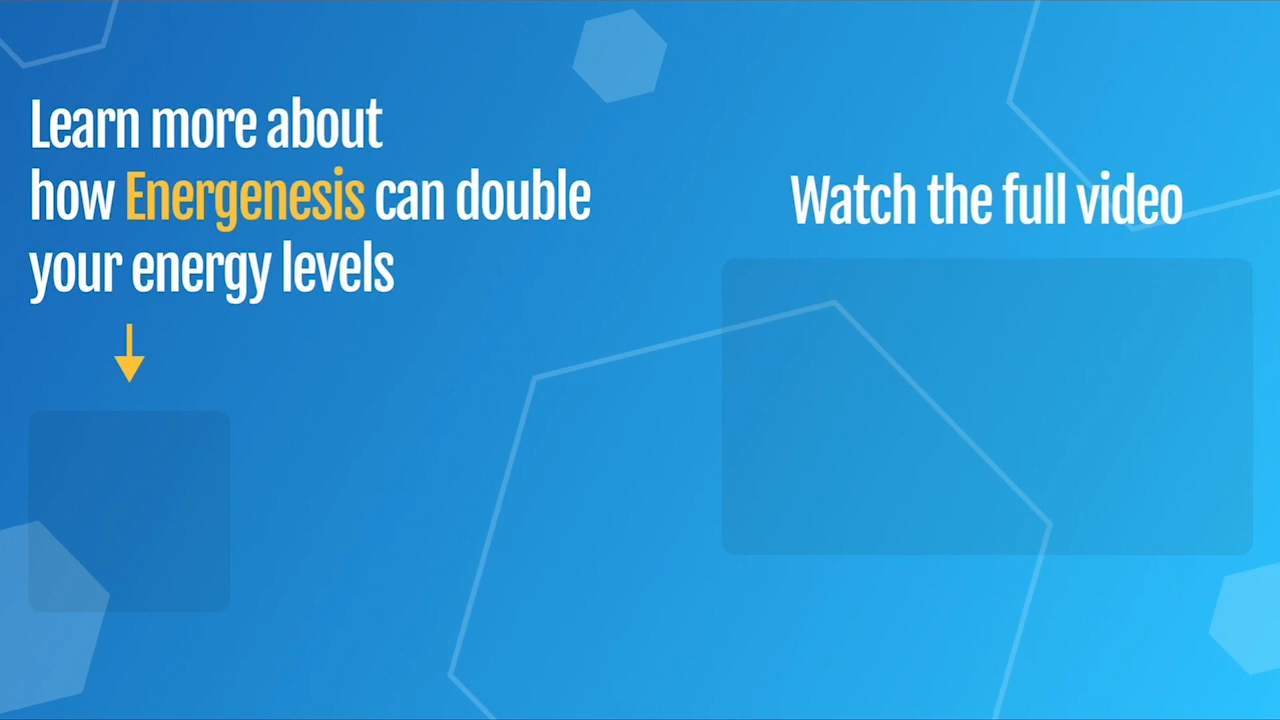 Learn more about
how Energenesis can double
your energy levels
Watch the full video